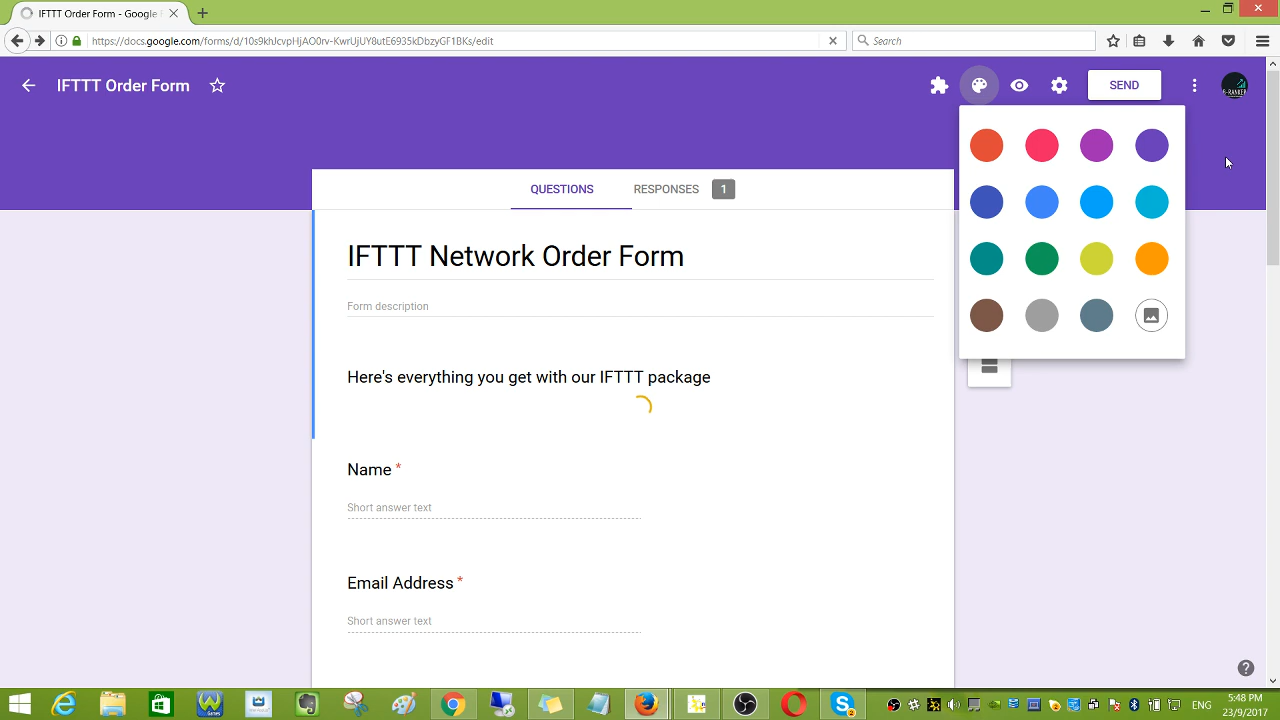 IFTTT Order Form - Google
https://docs.google.com/forms/d/10s9khJcvpHjAO0rv-KwrUjUY8utE6935kDbzyGF1BKs/edit
Search
IFTTT Order Form
SEND
QUESTIONS
RESPONSES
1
IFTTT Network Order Form
Form description
Here's everything you get with our IFTTT package
Name *
Short answer text
Email Address *
Short answer text
ENG
5:48 PM
23/9/2017